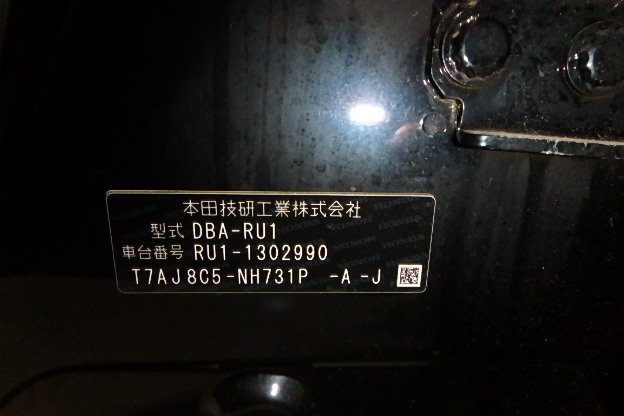 本田技研工業株式会社
型式 DBA-RU1
車台番号 RU1-1302990
T7AJ8C5-NH731P -A -J